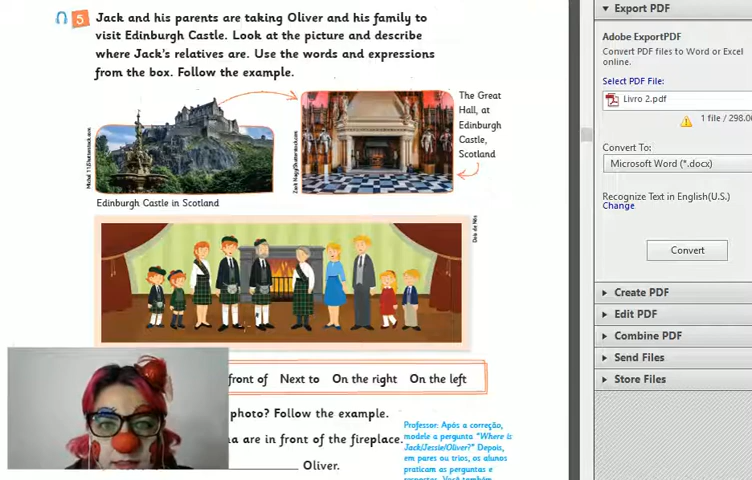 5. Jack and his parents are taking Oliver and his family to
visit Edinburgh Castle. Look at the picture and describe
where Jack's relatives are. Use the words and expressions
from the box. Follow the example.
The Great
Hall, at
Edinburgh
Castle,
Scotland
Edinburgh Castle in Scotland
front of Next to On the right On the left
photo? Follow the example.
are in front of the fireplace.
Oliver.
Professor: Após a correção,
modele a pergunta "Where is
Jack/Jessie/Oliver?" Depois,
em pares ou trios, os alunos
praticam as perguntas e
Export PDF
Adobe ExportPDF
Convert PDF files to Word or Excel
online.
Select PDF File:
Livro 2.pdf
1 file / 298.0
Convert To:
Microsoft Word (*.docx)
Recognize Text in English(U.S.)
Change
Convert
Create PDF
Edit PDF
Combine PDF
Send Files
Store Files